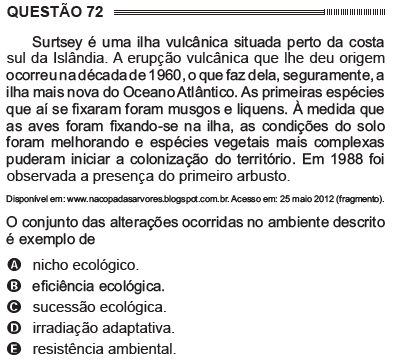 QUESTÃO 72
Surtsey é uma ilha vulcânica situada perto da costa
sul da Islândia. A erupção vulcânica que lhe deu origem
ocorreu na década de 1960, o que faz dela, seguramente, a
ilha mais nova do Oceano Atlântico. As primeiras espécies
que aí se fixaram foram musgos e liquens. À medida que
as aves foram fixando-se na ilha, as condições do solo
foram melhorando e espécies vegetais mais complexas
puderam iniciar a colonização do território. Em 1988 foi
observada a presença do primeiro arbusto.
Disponível em: www.nacopadasarvores.blogspot.com.br. Acesso em: 25 maio 2012 (fragmento).
O conjunto das alterações ocorridas no ambiente descrito
é exemplo de
A nicho ecológico.
B eficiência ecológica.
C sucessão ecológica.
D irradiação adaptativa.
E resistência ambiental.